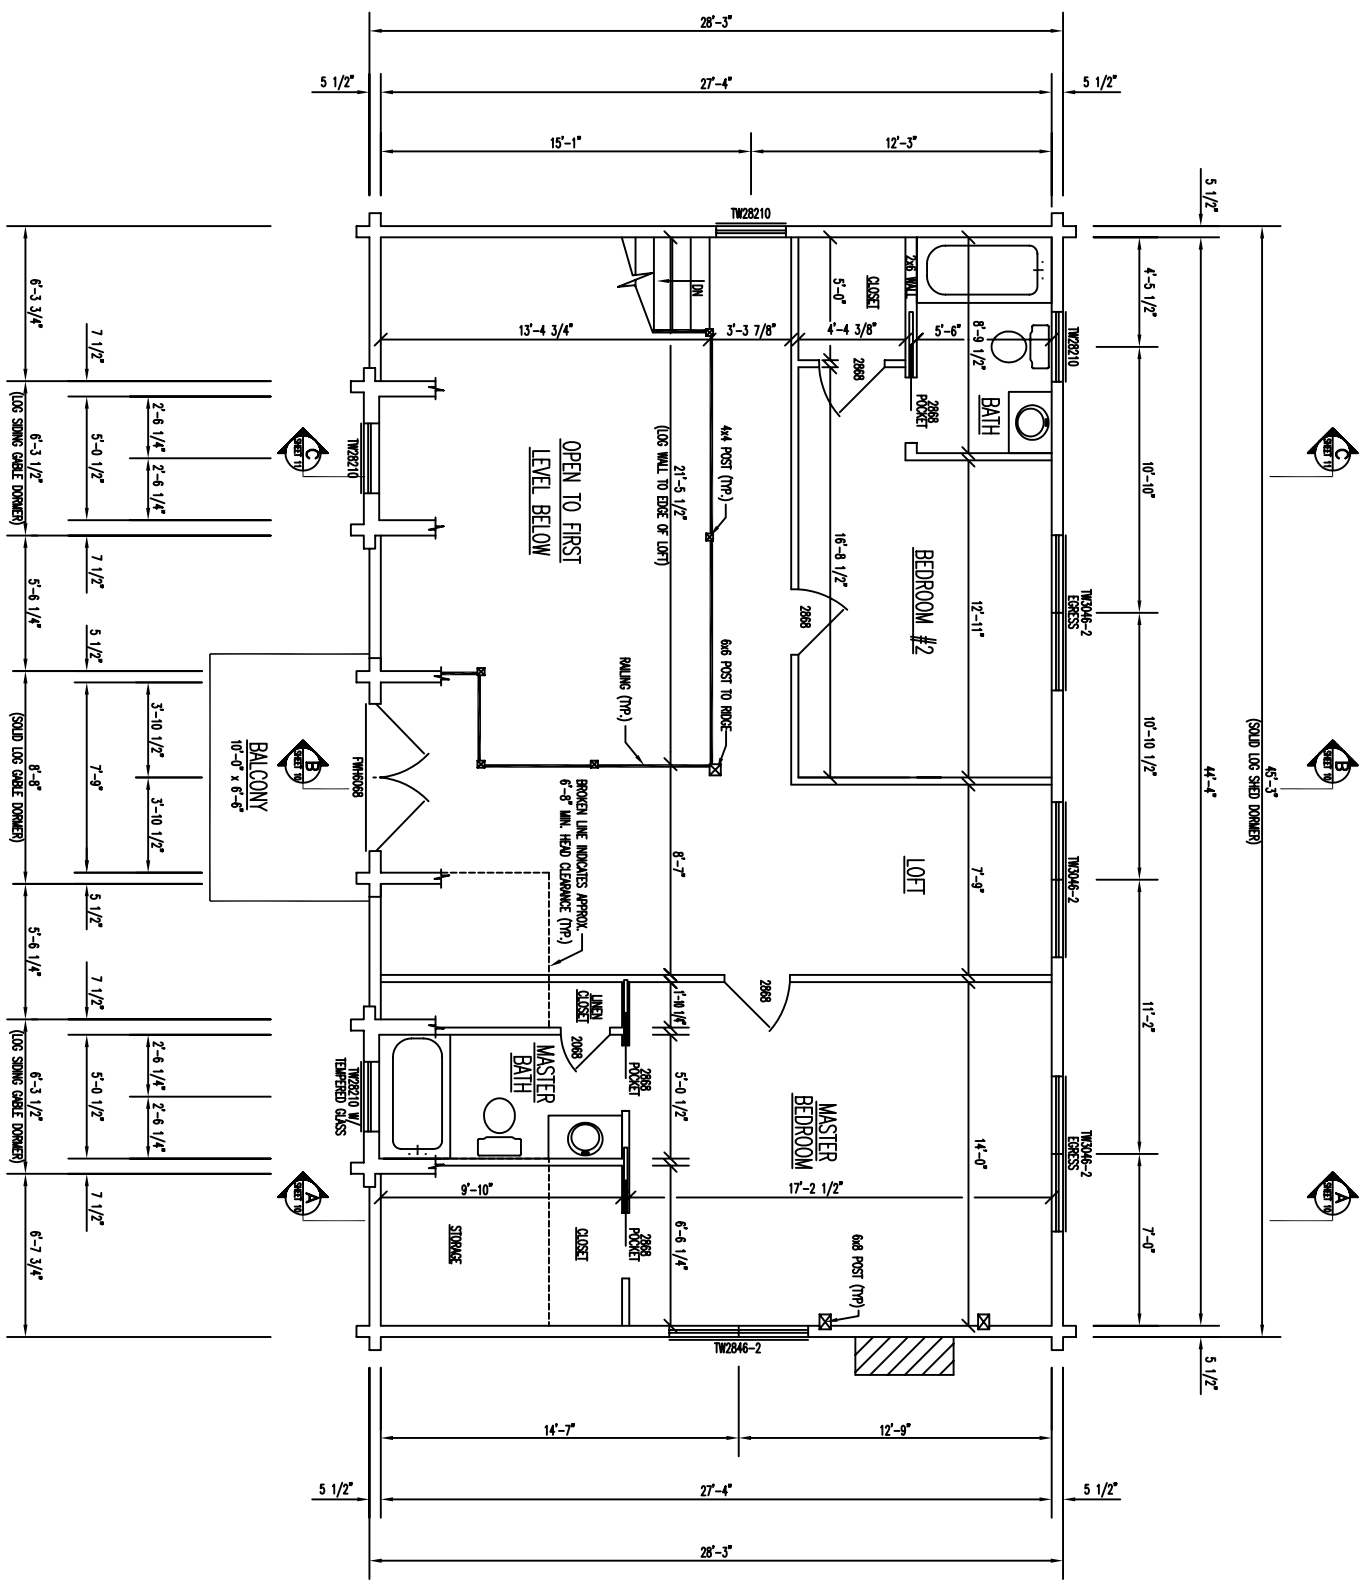 28'-3"
5 1/2"
27'-4"
5 1/2"
15'-1"
12'-3"
5 1/2"
TW28210
45'-3"
(SOLID LOG SHED DORMER)
44'-4"
4'-5 1/2"
10'-10"
10'-10 1/2"
11'-2"
7'-0"
5 1/2"
C
SHEET 11
B
SHEET 10
A
SHEET 10
TW28210
TW3046-2
EGRESS
TW3046-2
TW3046-2
EGRESS
8'-9 1/2"
12'-11"
7'-9"
14'-0"
BATH
2x6 WALL
5'-6"
2868
POCKET
CLOSET
5'-0"
4'-4 3/8"
2868
BEDROOM #2
16'-8 1/2"
2868
LOFT
3'-3 7/8"
13'-4 3/4"
DN
4x4 POST (TYP.)
6x6 POST TO RIDGE
21'-5 1/2"
(LOG WALL TO EDGE OF LOFT)
OPEN TO FIRST
LEVEL BELOW
RAILING (TYP.)
8'-7"
BROKEN LINE INDICATES APPROX.
6'-8" MIN. HEAD CLEARANCE (TYP.)
2868
MASTER
BEDROOM
17'-2 1/2"
6x8 POST (TYP)
1'-10 1/4"
5'-0 1/2"
6'-6 1/4"
LINEN
CLOSET
2868
POCKET
2068
MASTER
BATH
2868
POCKET
9'-10"
CLOSET
STORAGE
TW2846-2
TW28210
FWH6068
TW28210 W/
TEMPERED GLASS
C
SHEET 11
B
SHEET 10
A
SHEET 10
BALCONY
10'-0" x 6'-6"
2'-6 1/4"
2'-6 1/4"
3'-10 1/2"
3'-10 1/2"
2'-6 1/4"
2'-6 1/4"
7 1/2"
5'-0 1/2"
7 1/2"
5 1/2"
7'-9"
5 1/2"
7 1/2"
5'-0 1/2"
7 1/2"
6'-3 3/4"
6'-3 1/2"
(LOG SIDING GABLE DORMER)
5'-6 1/4"
8'-8"
(SOLID LOG GABLE DORMER)
5'-6 1/4"
6'-3 1/2"
(LOG SIDING GABLE DORMER)
6'-7 3/4"
14'-7"
12'-9"
5 1/2"
27'-4"
5 1/2"
28'-3"